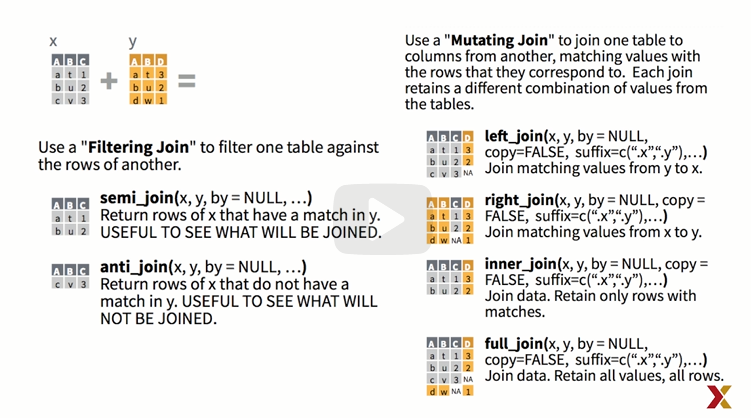 x y
A B C A B D
a t 1 a t 3
b u 2 + b u 2 =
c v 3 d w 1
Use a "Filtering Join" to filter one table against
the rows of another.
A B C
a t 1
b u 2
semi_join(x, y, by = NULL, …)
Return rows of x that have a match in y.
USEFUL TO SEE WHAT WILL BE JOINED.
A B C
c v 3
anti_join(x, y, by = NULL, …)
Return rows of x that do not have a
match in y. USEFUL TO SEE WHAT WILL
NOT BE JOINED.
Use a "Mutating Join" to join one table to
columns from another, matching values with
the rows that they correspond to. Each join
retains a different combination of values from
the tables.
A B C D
a t 1 3
b u 2 2
c v 3 NA
left_join(x, y, by = NULL,
copy=FALSE, suffix=c(“.x”,“.y”),…)
Join matching values from y to x.
A B C D
a t 1 3
b u 2 2
d w NA 1
right_join(x, y, by = NULL, copy =
FALSE, suffix=c(“.x”,“.y”),…)
Join matching values from x to y.
A B C D
a t 1 3
b u 2 2
inner_join(x, y, by = NULL, copy =
FALSE, suffix=c(“.x”,“.y”),…)
Join data. Retain only rows with
matches.
A B C D
a t 1 3
b u 2 2
c v 3 NA
d w NA 1
full_join(x, y, by = NULL,
copy=FALSE, suffix=c(“.x”,“.y”),…)
Join data. Retain all values, all rows.